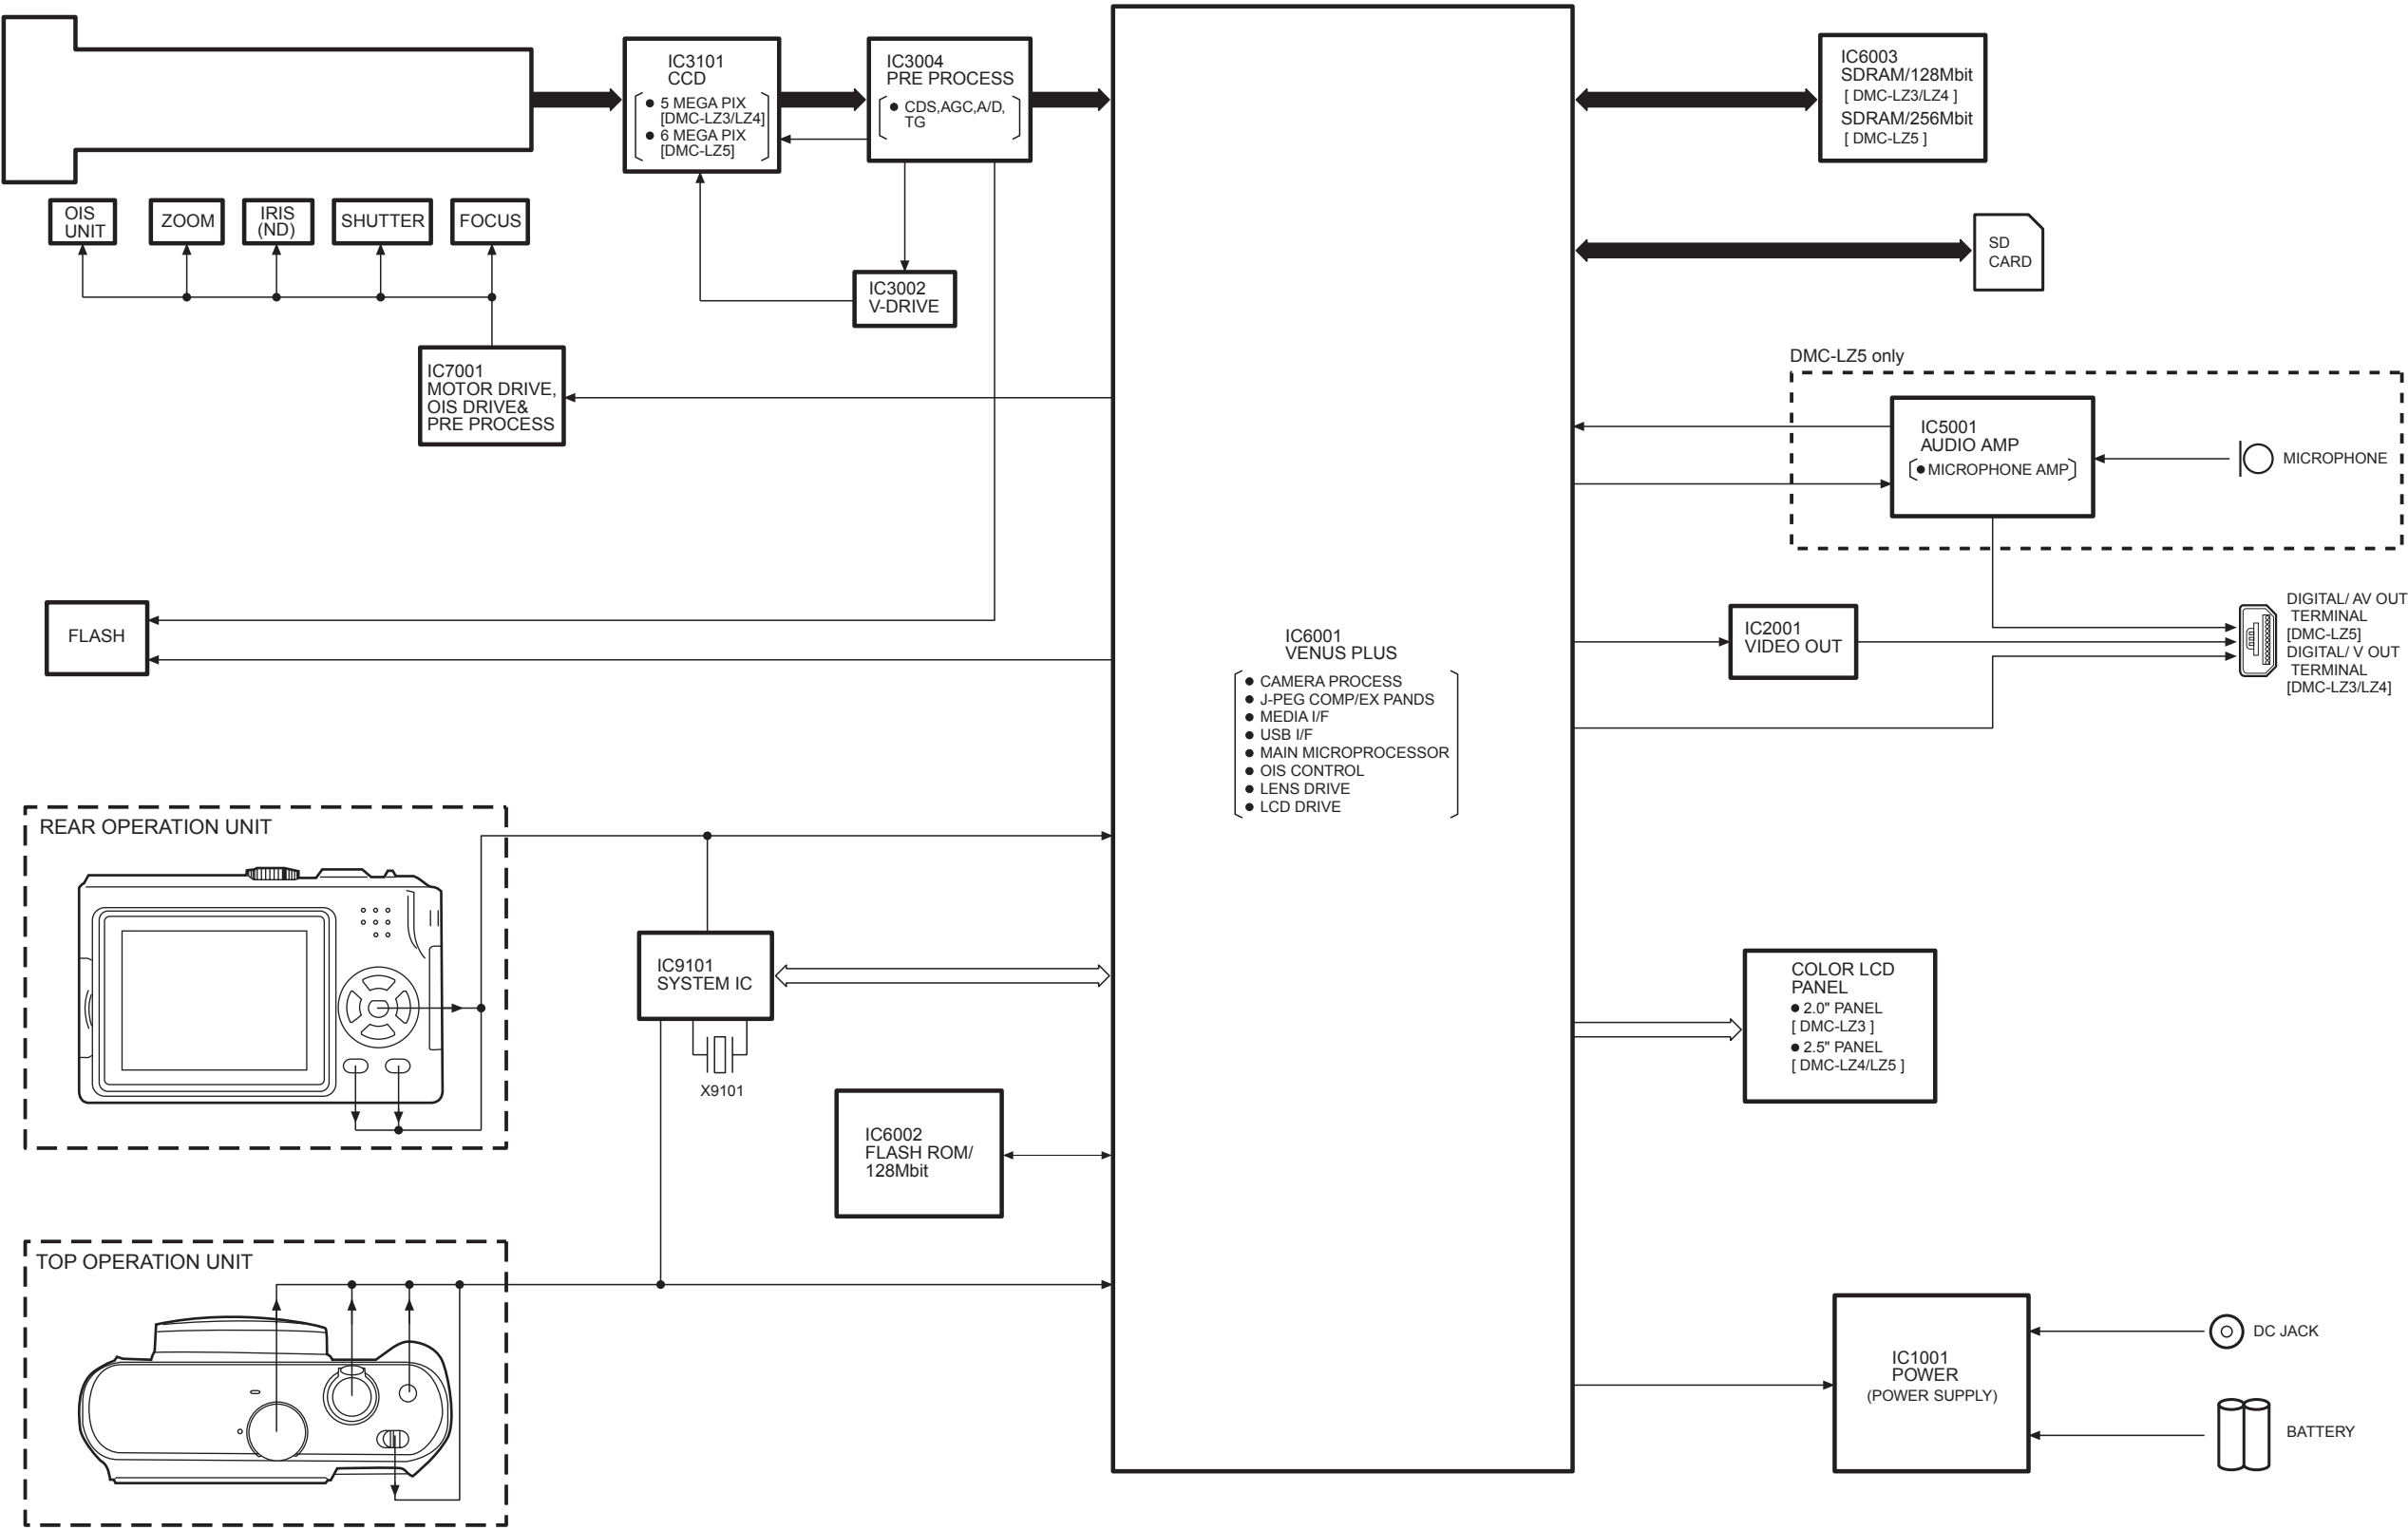 IC3101
CCD
● 5 MEGA PIX
[DMC-LZ3/LZ4]
● 6 MEGA PIX
[DMC-LZ5]
IC3004
PRE PROCESS
● CDS,AGC,A/D,
TG
IC6003
SDRAM/128Mbit
[ DMC-LZ3/LZ4 ]
SDRAM/256Mbit
[ DMC-LZ5 ]
OIS
UNIT
ZOOM
IRIS
(ND)
SHUTTER
FOCUS
SD
CARD
IC3002
V-DRIVE
IC7001
MOTOR DRIVE,
OIS DRIVE&
PRE PROCESS
DMC-LZ5 only
IC5001
AUDIO AMP
● MICROPHONE AMP
MICROPHONE
FLASH
IC6001
VENUS PLUS
● CAMERA PROCESS
● J-PEG COMP/EX PANDS
● MEDIA I/F
● USB I/F
● MAIN MICROPROCESSOR
● OIS CONTROL
● LENS DRIVE
● LCD DRIVE
IC2001
VIDEO OUT
DIGITAL/ AV OUT
TERMINAL
[DMC-LZ5]
DIGITAL/ V OUT
TERMINAL
[DMC-LZ3/LZ4]
REAR OPERATION UNIT
IC9101
SYSTEM IC
X9101
COLOR LCD
PANEL
● 2.0" PANEL
[ DMC-LZ3 ]
● 2.5" PANEL
[ DMC-LZ4/LZ5 ]
IC6002
FLASH ROM/
128Mbit
TOP OPERATION UNIT
IC1001
POWER
(POWER SUPPLY)
DC JACK
BATTERY